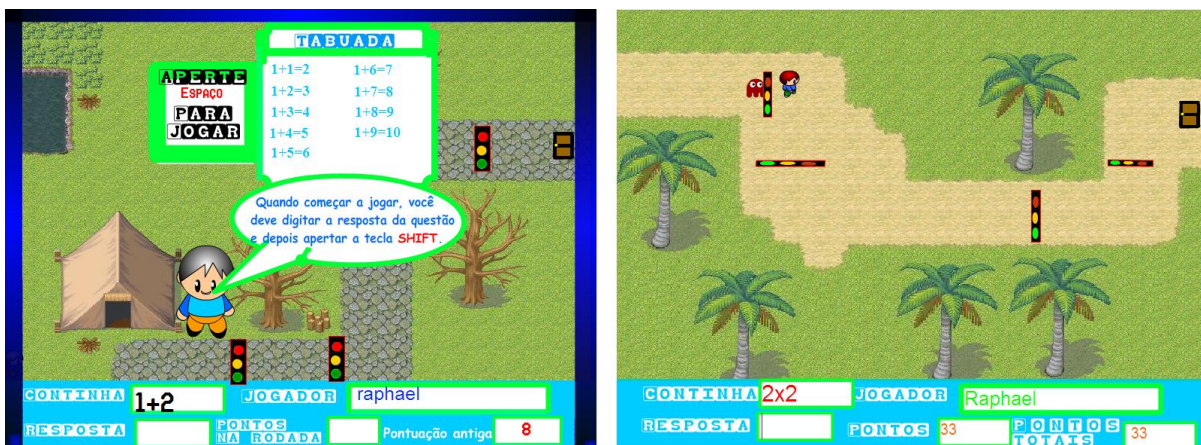 TABUADA
APERTE
ESPAÇO
PARA
JOGAR
1+1=2 1+6=7
1+2=3 1+7=8
1+3=4 1+8=9
1+4=5 1+9=10
1+5=6
Quando começar a jogar, você
deve digitar a resposta da questão
e depois apertar a tecla SHIFT.
CONTINHA 1+2 JOGADOR raphael
RESPOSTA PONTOS NA RODADA Pontuação antiga 8
CONTINHA 2x2 JOGADOR Raphael
RESPOSTA PONTOS 33 PONTOS TOTAIS 33